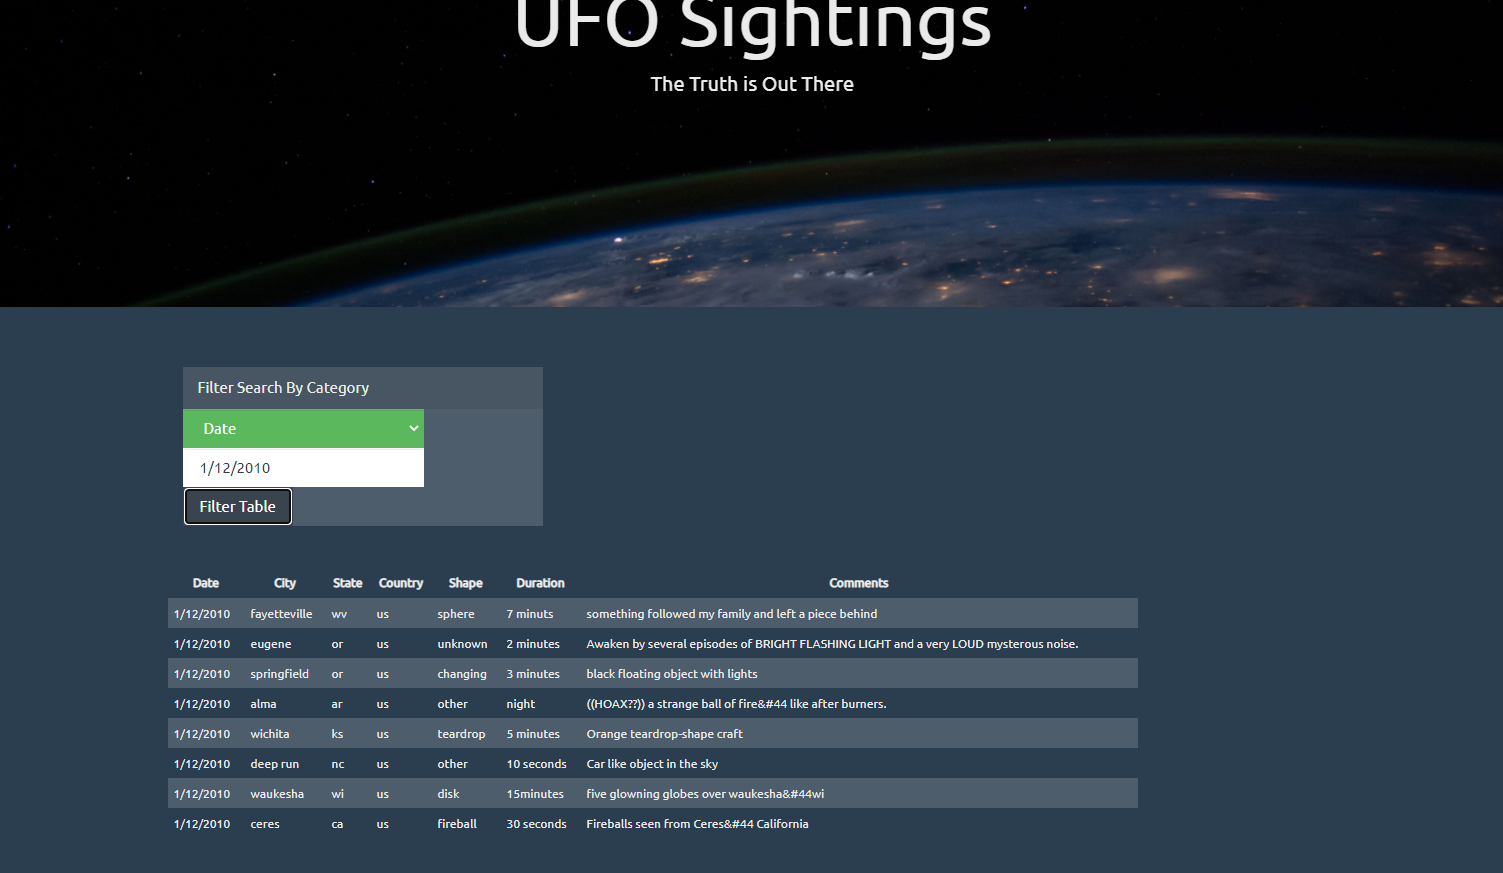 UFO Sightings
The Truth is Out There
Filter Search By Category
Date
1/12/2010
Filter Table
Date City State Country Shape Duration Comments
1/12/2010 fayetteville wv us sphere 7 minuts something followed my family and left a piece behind
1/12/2010 eugene or us unknown 2 minutes Awaken by several episodes of BRIGHT FLASHING LIGHT and a very LOUD mysterous noise.
1/12/2010 springfield or us changing 3 minutes black floating object with lights
1/12/2010 alma ar us other night ((HOAX??)) a strange ball of fire&#44 like after burners.
1/12/2010 wichita ks us teardrop 5 minutes Orange teardrop-shape craft
1/12/2010 deep run nc us other 10 seconds Car like object in the sky
1/12/2010 waukesha wi us disk 15minutes five glowning globes over waukesha&#44wi
1/12/2010 ceres ca us fireball 30 seconds Fireballs seen from Ceres&#44 California